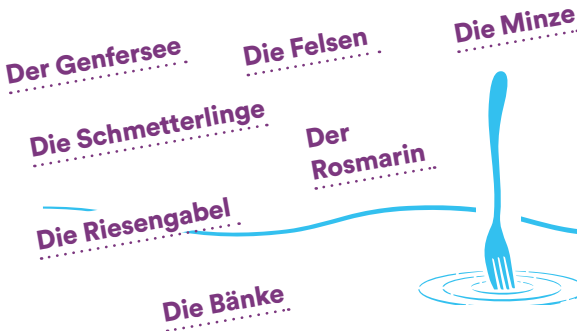 Der Genfersee
Die Felsen
Die Minze
Die Schmetterlinge
Der
Rosmarin
Die Riesengabel
Die Bänke